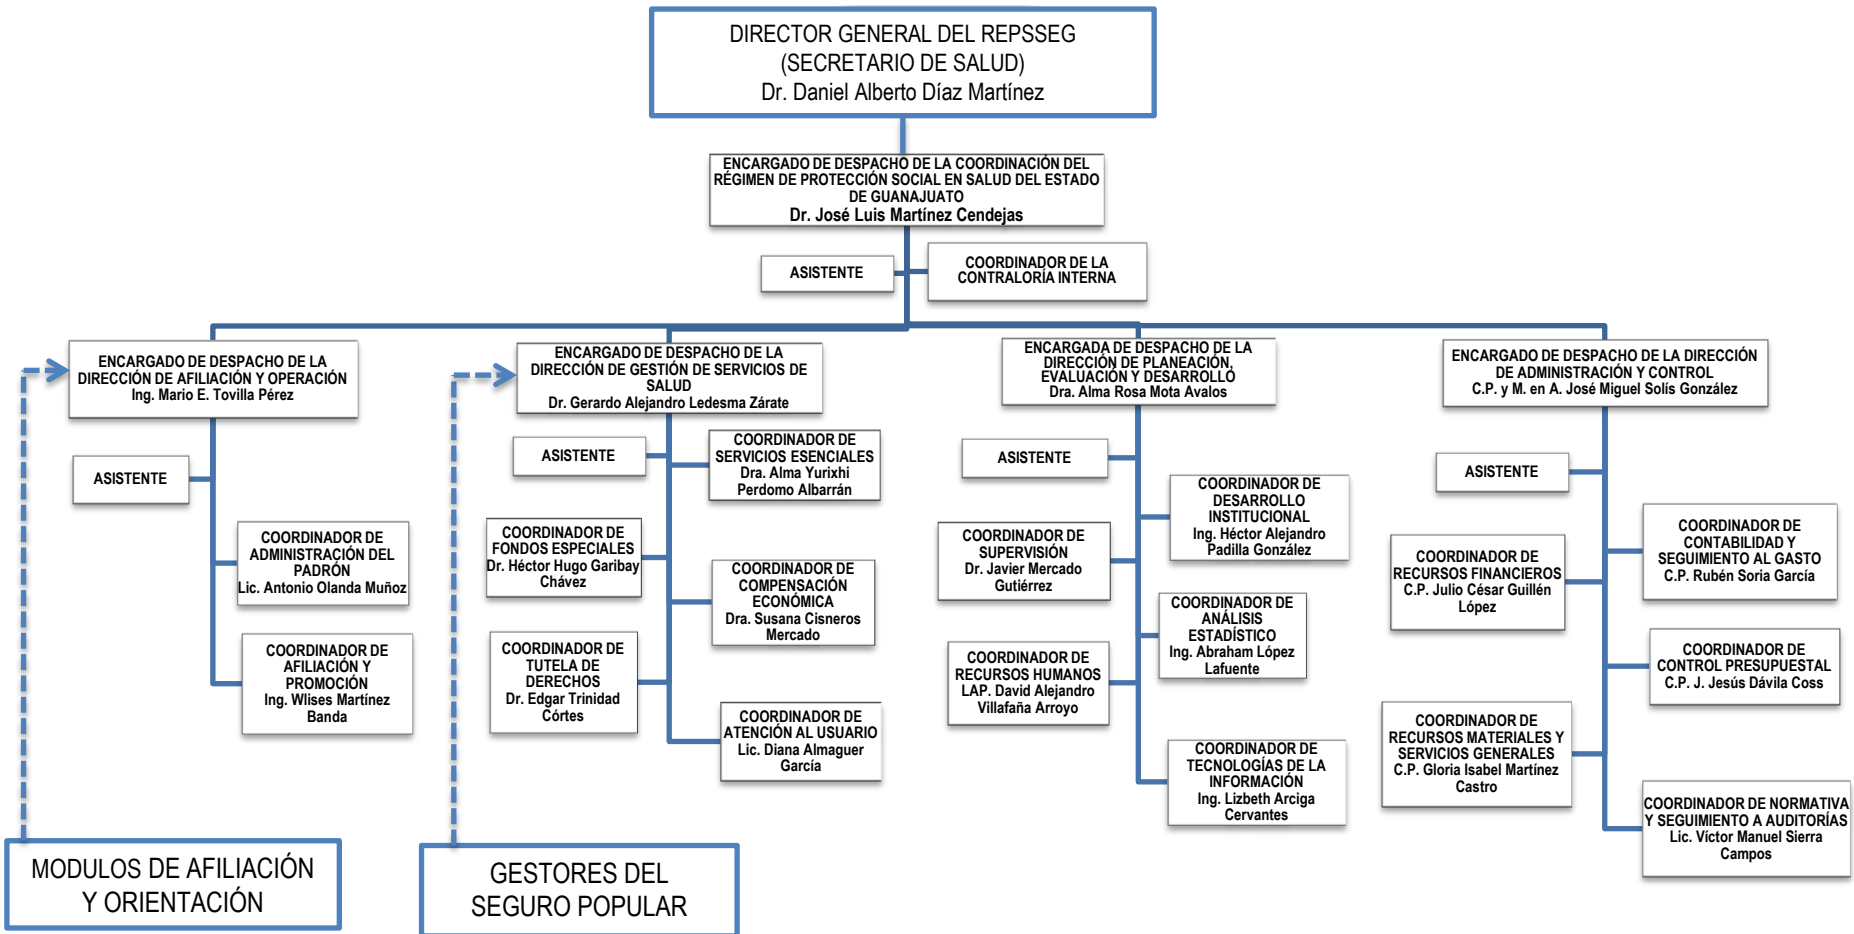 DIRECTOR GENERAL DEL REPSSEG
(SECRETARIO DE SALUD)
Dr. Daniel Alberto Díaz Martínez
ENCARGADO DE DESPACHO DE LA COORDINACIÓN DEL
RÉGIMEN DE PROTECCIÓN SOCIAL EN SALUD DEL ESTADO
DE GUANAJUATO
Dr. José Luis Martínez Cendejas
ASISTENTE
COORDINADOR DE LA
CONTRALORÍA INTERNA
ENCARGADO DE DESPACHO DE LA
DIRECCIÓN DE AFILIACIÓN Y OPERACIÓN
Ing. Mario E. Tovilla Pérez
ASISTENTE
COORDINADOR DE
ADMINISTRACIÓN DEL
PADRÓN
Lic. Antonio Olanda Muñoz
COORDINADOR DE
AFILIACIÓN Y
PROMOCIÓN
Ing. Wlises Martínez
Banda
MODULOS DE AFILIACIÓN
Y ORIENTACIÓN
ENCARGADO DE DESPACHO DE LA
DIRECCIÓN DE GESTIÓN DE SERVICIOS DE
SALUD
Dr. Gerardo Alejandro Ledesma Zárate
ASISTENTE
COORDINADOR DE
SERVICIOS ESENCIALES
Dra. Alma Yurixhi
Perdomo Albarrán
COORDINADOR DE
FONDOS ESPECIALES
Dr. Héctor Hugo Garibay
Chávez
COORDINADOR DE
COMPENSACIÓN
ECONÓMICA
Dra. Susana Cisneros
Mercado
COORDINADOR DE
TUTELA DE
DERECHOS
Dr. Edgar Trinidad
Córtes
COORDINADOR DE
ATENCIÓN AL USUARIO
Lic. Diana Almaguer
García
GESTORES DEL
SEGURO POPULAR
ENCARGADA DE DESPACHO DE LA
DIRECCIÓN DE PLANEACIÓN,
EVALUACIÓN Y DESARROLLO
Dra. Alma Rosa Mota Avalos
ASISTENTE
COORDINADOR DE
DESARROLLO
INSTITUCIONAL
Ing. Héctor Alejandro
Padilla González
COORDINADOR DE
SUPERVISIÓN
Dr. Javier Mercado
Gutiérrez
COORDINADOR DE
ANÁLISIS
ESTADÍSTICO
Ing. Abraham López
Lafuente
COORDINADOR DE
RECURSOS HUMANOS
LAP. David Alejandro
Villafaña Arroyo
COORDINADOR DE
TECNOLOGÍAS DE LA
INFORMACIÓN
Ing. Lizbeth Arciga
Cervantes
ENCARGADO DE DESPACHO DE LA DIRECCIÓN
DE ADMINISTRACIÓN Y CONTROL
C.P. y M. en A. José Miguel Solís González
ASISTENTE
COORDINADOR DE
CONTABILIDAD Y
SEGUIMIENTO AL GASTO
C.P. Rubén Soria García
COORDINADOR DE
RECURSOS FINANCIEROS
C.P. Julio César Guillén
López
COORDINADOR DE
CONTROL PRESUPUESTAL
C.P. J. Jesús Dávila Coss
COORDINADOR DE
RECURSOS MATERIALES Y
SERVICIOS GENERALES
C.P. Gloria Isabel Martínez
Castro
COORDINADOR DE NORMATIVA
Y SEGUIMIENTO A AUDITORÍAS
Lic. Víctor Manuel Sierra
Campos